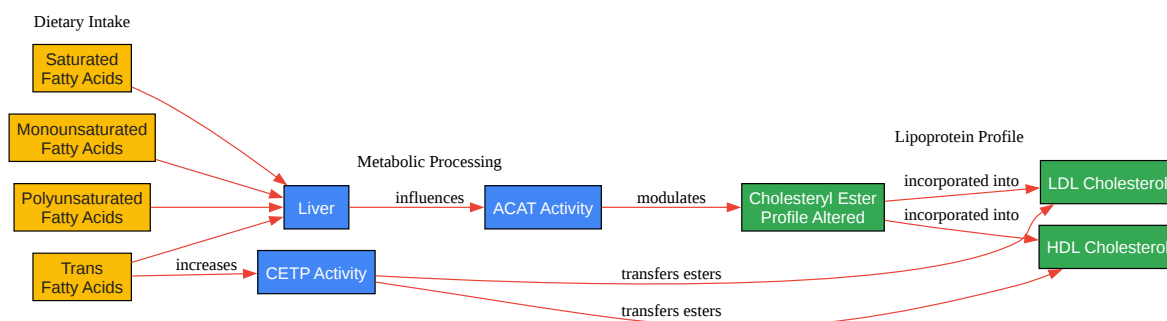 Dietary Intake
Saturated
Fatty Acids
Monounsaturated
Fatty Acids
Polyunsaturated
Fatty Acids
Trans
Fatty Acids
increases
Metabolic Processing
Liver
influences
ACAT Activity
modulates
CETP Activity
transfers esters
transfers esters
Cholesteryl Ester
Profile Altered
Lipoprotein Profile
incorporated into
incorporated into
LDL Cholesterol
HDL Cholesterol